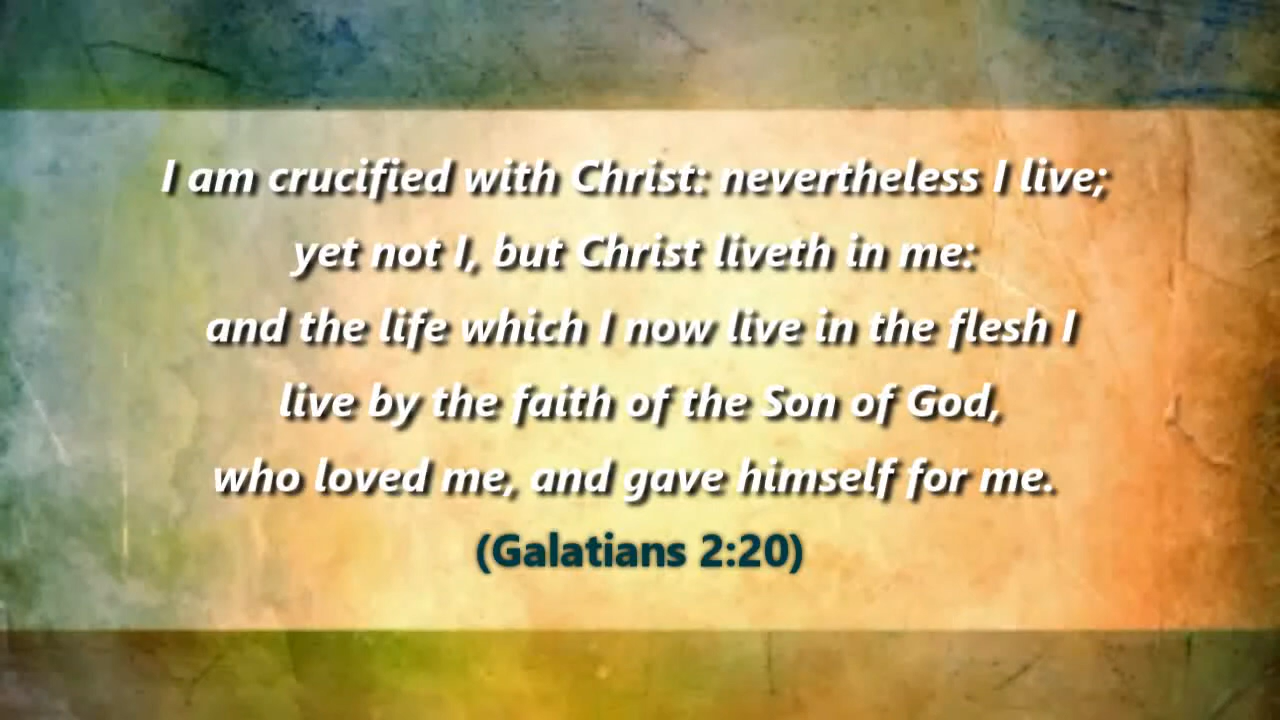 I am crucified with Christ: nevertheless I live;
yet not I, but Christ liveth in me:
and the life which I now live in the flesh I
live by the faith of the Son of God,
who loved me, and gave himself for me.
(Galatians 2:20)